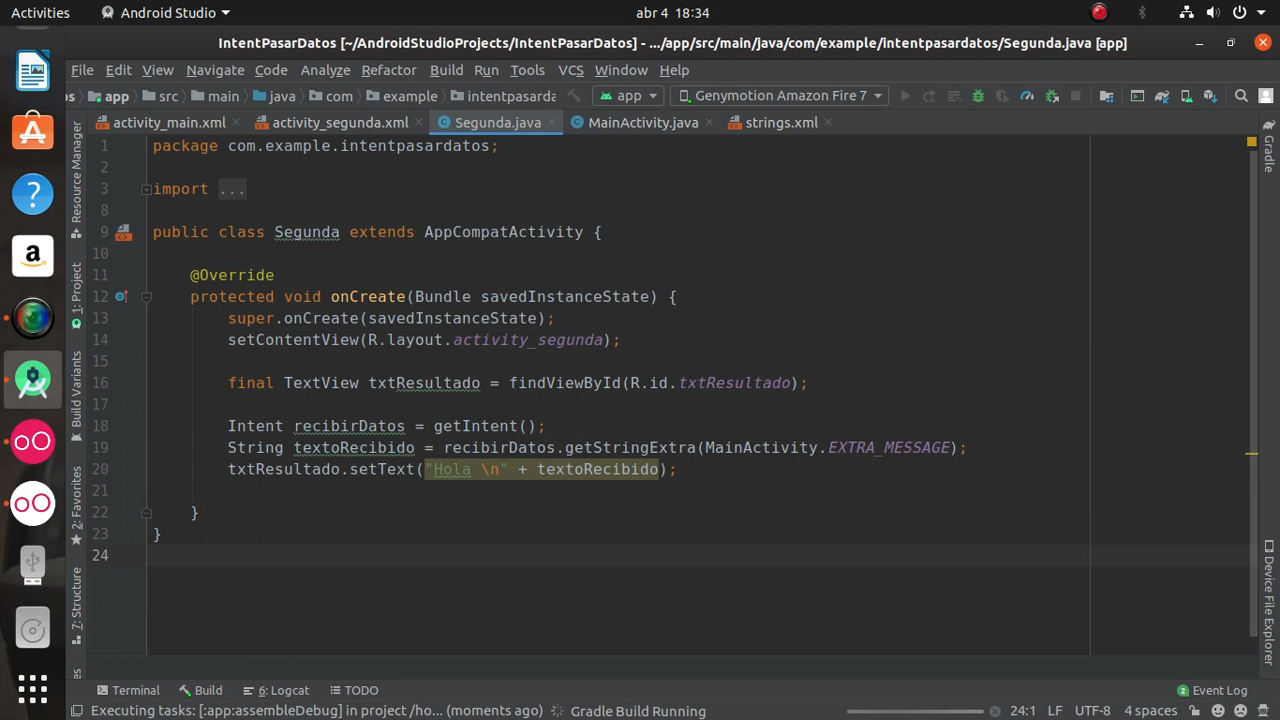 Activities Android Studio abr 4 18:34
IntentPasarDatos [~/AndroidStudioProjects/IntentPasarDatos] - .../app/src/main/java/com/example/intentpasardatos/Segunda.java [app]
File Edit View Navigate Code Analyze Refactor Build Run Tools VCS Window Help
os app src main java com example intentpasarda app Genymotion Amazon Fire 7
activity_main.xml activity_segunda.xml Segunda.java MainActivity.java strings.xml
Resource Manager
1: Project
Build Variants
2: Favorites
7: Structure
1 package com.example.intentpasardatos;
2
3 import ...
8
9 public class Segunda extends AppCompatActivity {
10
11 @Override
12 protected void onCreate(Bundle savedInstanceState) {
13 super.onCreate(savedInstanceState);
14 setContentView(R.layout.activity_segunda);
15
16 final TextView txtResultado = findViewById(R.id.txtResultado);
17
18 Intent recibirDatos = getIntent();
19 String textoRecibido = recibirDatos.getStringExtra(MainActivity.EXTRA_MESSAGE);
20 txtResultado.setText("Hola \n" + textoRecibido);
21
22 }
23 }
24
Gradle
Device File Explorer
Terminal Build 6: Logcat TODO 2 Event Log
Executing tasks: [:app:assembleDebug] in project /ho... (moments ago) Gradle Build Running 24:1 LF UTF-8 4 spaces